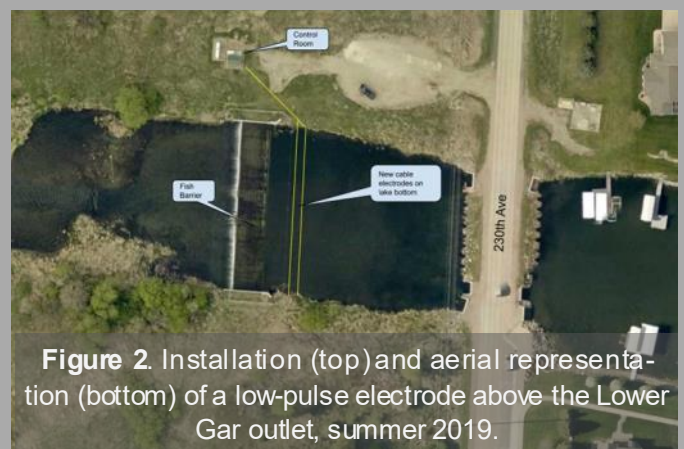 Control
Room
Fish
Barrier
New cable
electrodes on
lake bottom
230th Ave
Figure 2. Installation (top) and aerial representa-
tion (bottom) of a low-pulse electrode above the Lower
Gar outlet, summer 2019.